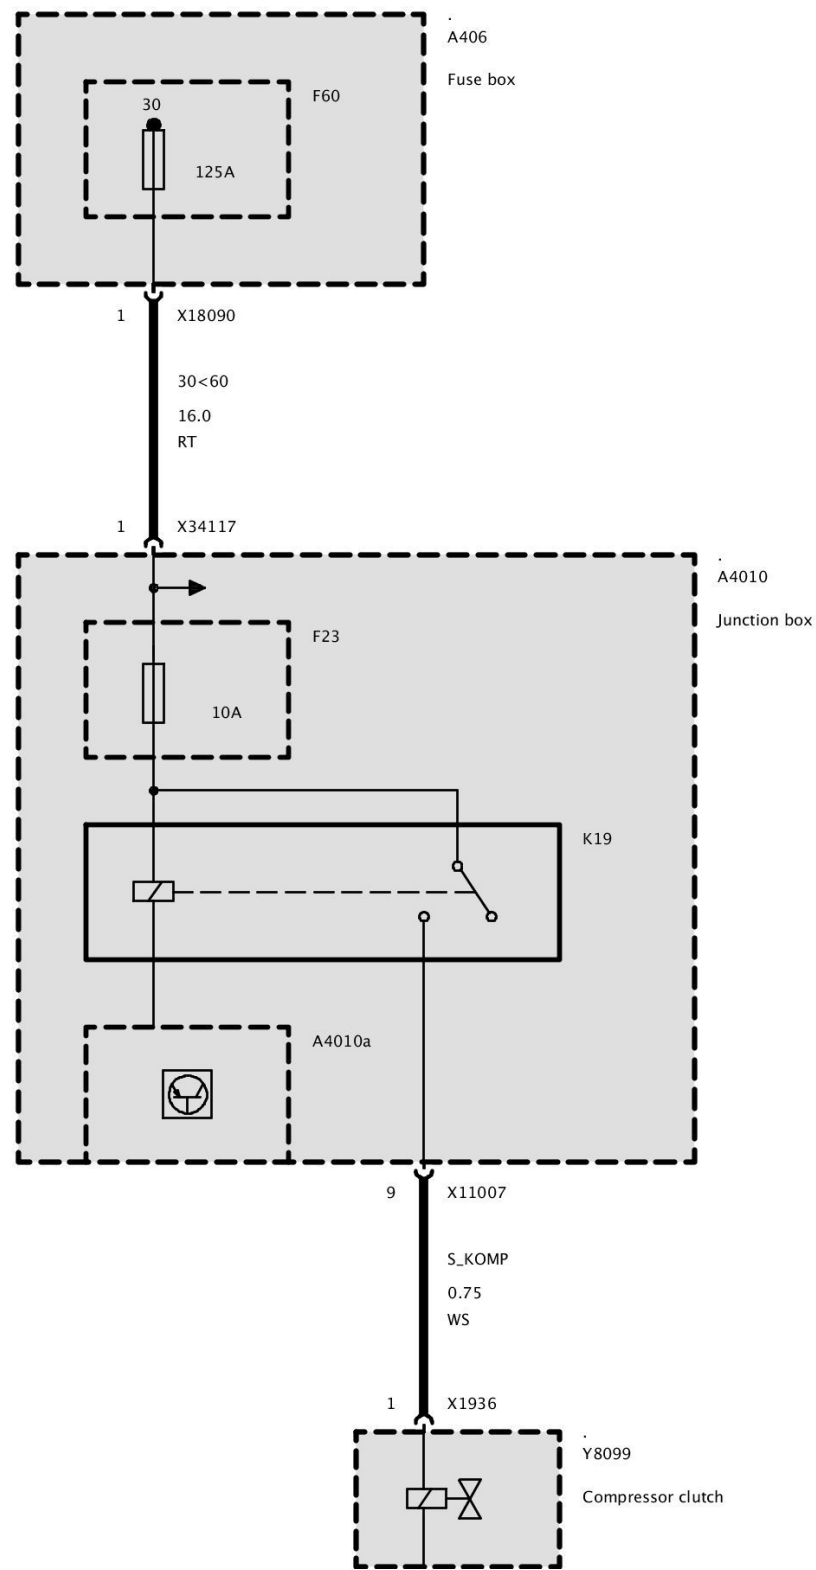 .
A406
Fuse box
F60
30
125A
1 X18090
30<60
16.0
RT
1 X34117
.
A4010
Junction box
F23
10A
K19
A4010a
9 X11007
S_KOMP
0.75
WS
1 X1936
.
Y8099
Compressor clutch